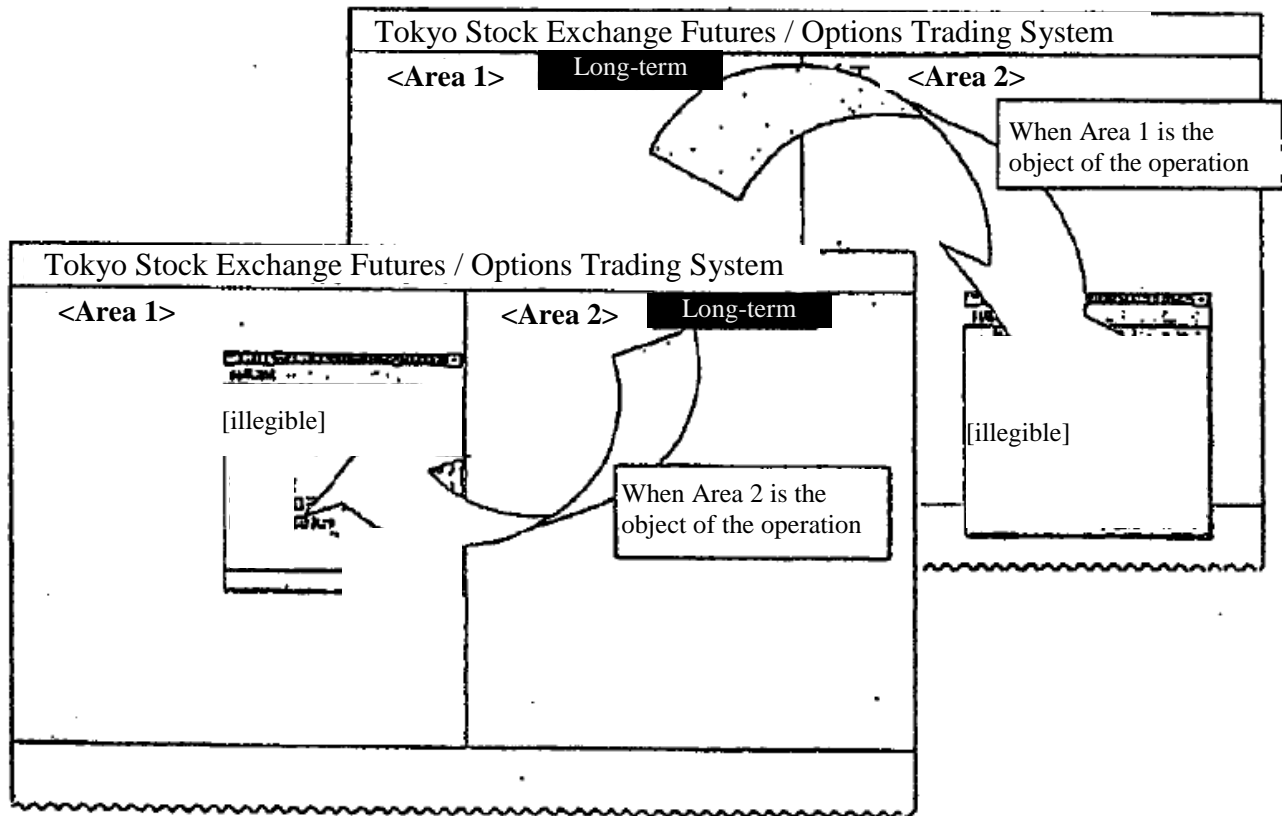 Tokyo Stock Exchange Futures / Options Trading System
<Area 1>
Long-term
<Area 2>
When Area 1 is the
object of the operation
[illegible]
Tokyo Stock Exchange Futures / Options Trading System
<Area 1>
<Area 2>
Long-term
[illegible]
When Area 2 is the
object of the operation